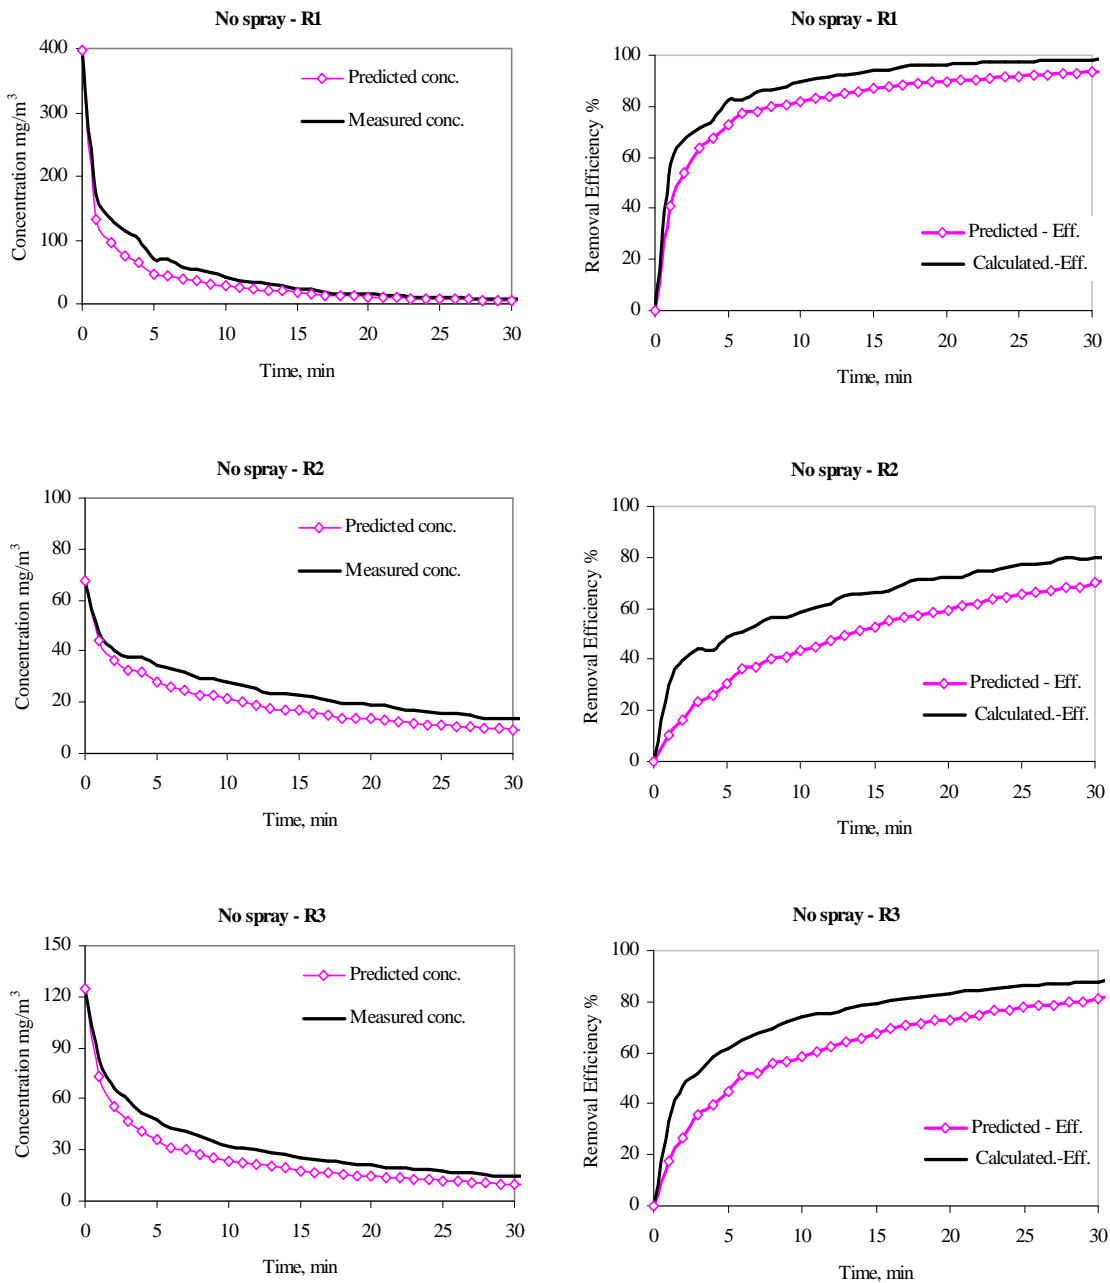 No spray - R1
Concentration mg/m³
400
300
200
100
0
Predicted conc.
Measured conc.
0 5 10 15 20 25 30
Time, min
No spray - R1
Removal Efficiency %
100
80
60
40
20
0
Predicted - Eff.
Calculated.-Eff.
0 5 10 15 20 25 30
Time, min
No spray - R2
Concentration mg/m³
100
80
60
40
20
0
Predicted conc.
Measured conc.
0 5 10 15 20 25 30
Time, min
No spray - R2
Removal Efficiency %
100
80
60
40
20
0
Predicted - Eff.
Calculated.-Eff.
0 5 10 15 20 25 30
Time, min
No spray - R3
Concentration mg/m³
150
120
90
60
30
0
Predicted conc.
Measured conc.
0 5 10 15 20 25 30
Time, min
No spray - R3
Removal Efficiency %
100
80
60
40
20
0
Predicted - Eff.
Calculated.-Eff.
0 5 10 15 20 25 30
Time, min